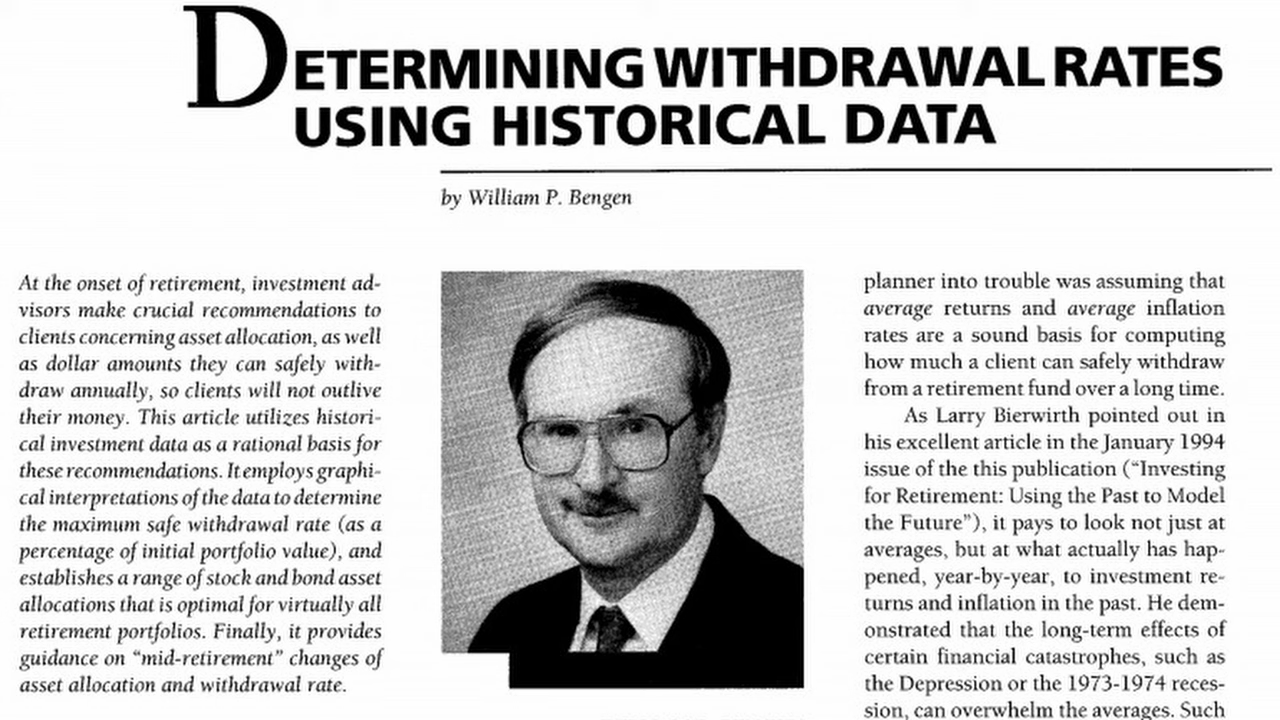 DETERMINING WITHDRAWAL RATES
USING HISTORICAL DATA
by William P. Bengen
At the onset of retirement, investment ad-
visors make crucial recommendations to
clients concerning asset allocation, as well
as dollar amounts they can safely with-
draw annually, so clients will not outlive
their money. This article utilizes histori-
cal investment data as a rational basis for
these recommendations. It employs graphi-
cal interpretations of the data to determine
the maximum safe withdrawal rate (as a
percentage of initial portfolio value), and
establishes a range of stock and bond asset
allocations that is optimal for virtually all
retirement portfolios. Finally, it provides
guidance on “mid-retirement” changes of
asset allocation and withdrawal rate.
planner into trouble was assuming that
average returns and average inflation
rates are a sound basis for computing
how much a client can safely withdraw
from a retirement fund over a long time.
As Larry Bierwirth pointed out in
his excellent article in the January 1994
issue of the this publication (“Investing
for Retirement: Using the Past to Model
the Future”), it pays to look not just at
averages, but at what actually has hap-
pened, year-by-year, to investment re-
turns and inflation in the past. He dem-
onstrated that the long-term effects of
certain financial catastrophes, such as
the Depression or the 1973-1974 reces-
sion, can overwhelm the averages. Such